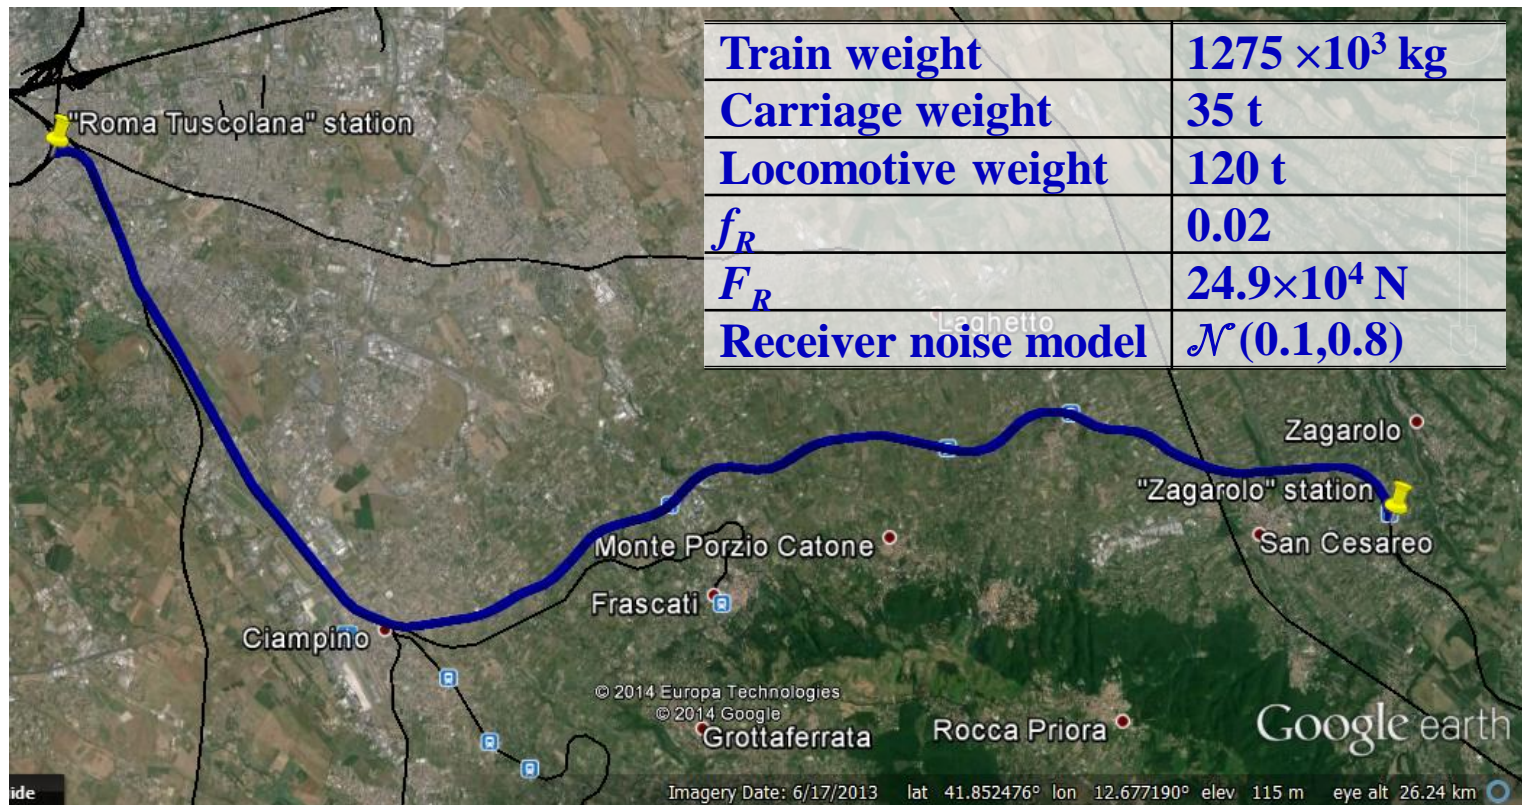 Train weight 1275 ×10³ kg
Carriage weight 35 t
Locomotive weight 120 t
f_R 0.02
F_R 24.9×10⁴ N
Receiver noise model 𝒩(0.1,0.8)
"Roma Tuscolana" station
Laghetto
Zagarolo
"Zagarolo" station
San Cesareo
Monte Porzio Catone
Frascati
Ciampino
© 2014 Europa Technologies
© 2014 Google
Grottaferrata
Rocca Priora
Google earth
ide
Imagery Date: 6/17/2013 lat 41.852476° lon 12.677190° elev 115 m eye alt 26.24 km